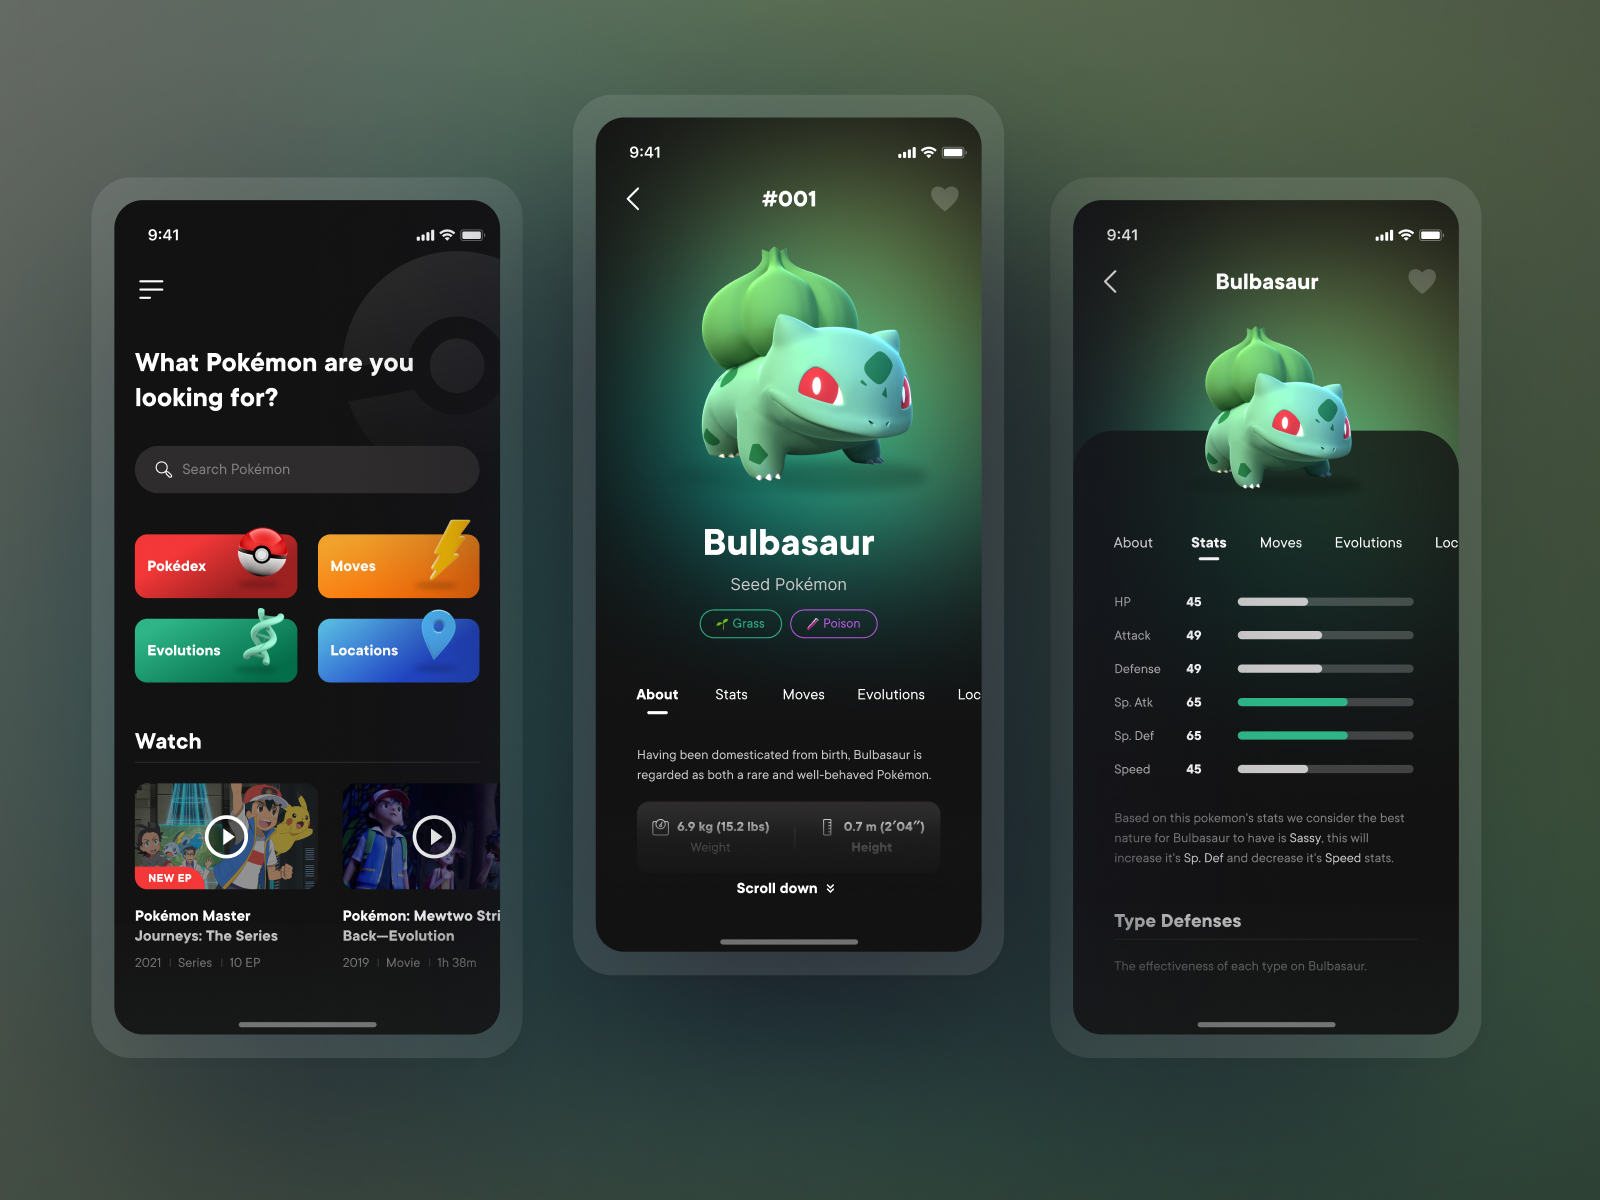 9:41
What Pokémon are you
looking for?
Search Pokémon
Pokédex
Moves
Evolutions
Locations
Watch
NEW EP
Pokémon Master
Journeys: The Series
2021 | Series | 10 EP
Pokémon: Mewtwo Stri
Back—Evolution
2019 | Movie | 1h 38m
9:41
#001
Bulbasaur
Seed Pokémon
Grass
Poison
About Stats Moves Evolutions Loc
Having been domesticated from birth, Bulbasaur is
regarded as both a rare and well-behaved Pokémon.
6.9 kg (15.2 lbs)
Weight
0.7 m (2′04″)
Height
Scroll down
9:41
Bulbasaur
About Stats Moves Evolutions Loc
HP 45
Attack 49
Defense 49
Sp. Atk 65
Sp. Def 65
Speed 45
Based on this pokemon's stats we consider the best
nature for Bulbasaur to have is Sassy, this will
increase it's Sp. Def and decrease it's Speed stats.
Type Defenses
The effectiveness of each type on Bulbasaur.